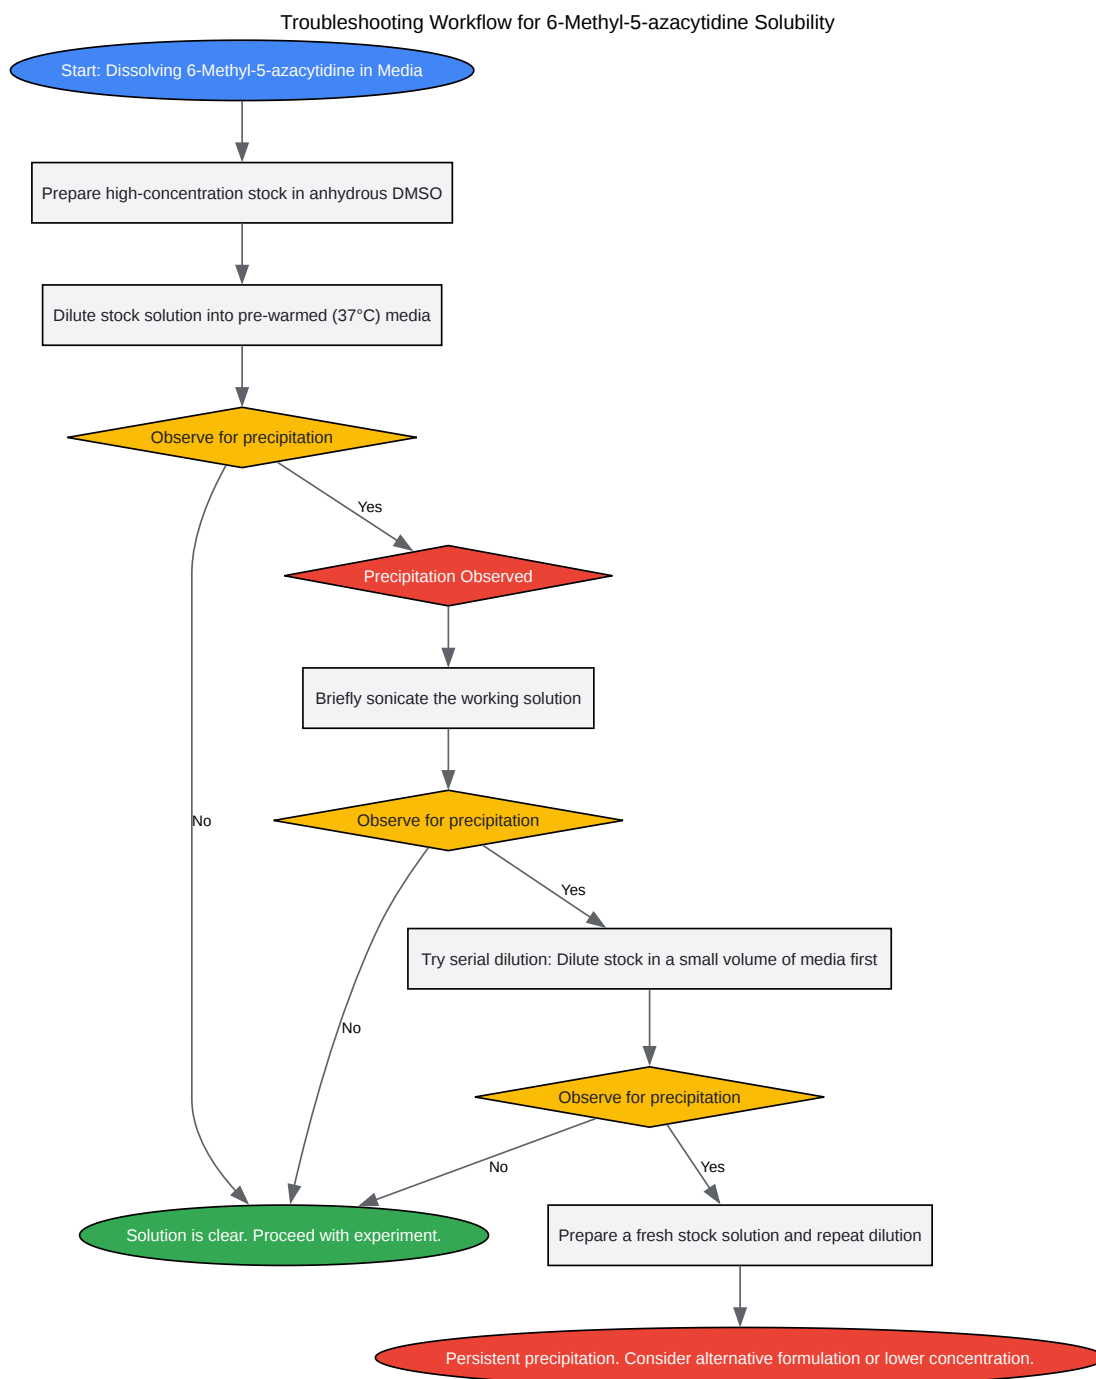 Troubleshooting Workflow for 6-Methyl-5-azacytidine Solubility
Start: Dissolving 6-Methyl-5-azacytidine in Media
Prepare high-concentration stock in anhydrous DMSO
Dilute stock solution into pre-warmed (37°C) media
Observe for precipitation
Yes
Precipitation Observed
Briefly sonicate the working solution
No
Observe for precipitation
Yes
Try serial dilution: Dilute stock in a small volume of media first
No
Observe for precipitation
No
Yes
Solution is clear. Proceed with experiment.
Prepare a fresh stock solution and repeat dilution
Persistent precipitation. Consider alternative formulation or lower concentration.